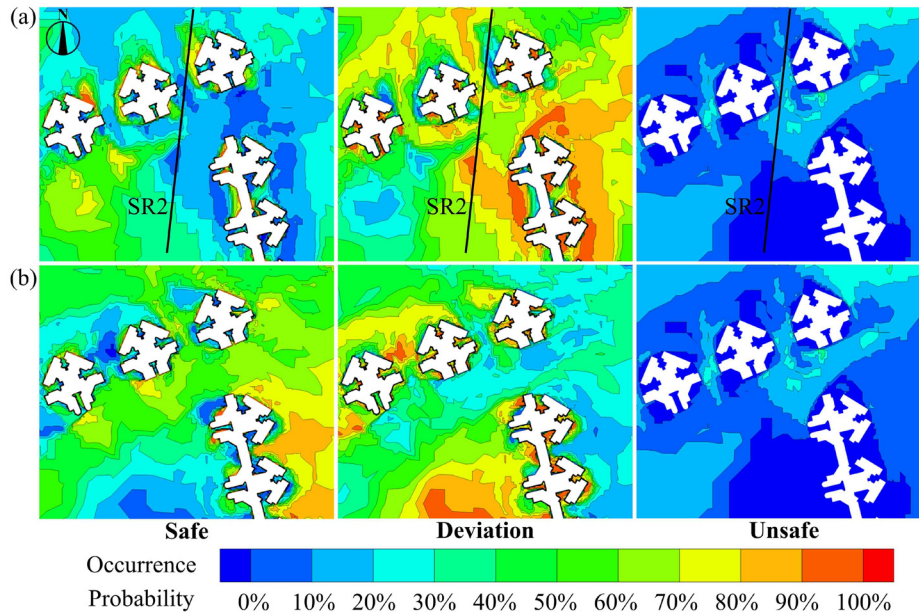 (a)
N
SR2
SR2
SR2
(b)
Safe
Deviation
Unsafe
Occurrence
Probability
0% 10% 20% 30% 40% 50% 60% 70% 80% 90% 100%